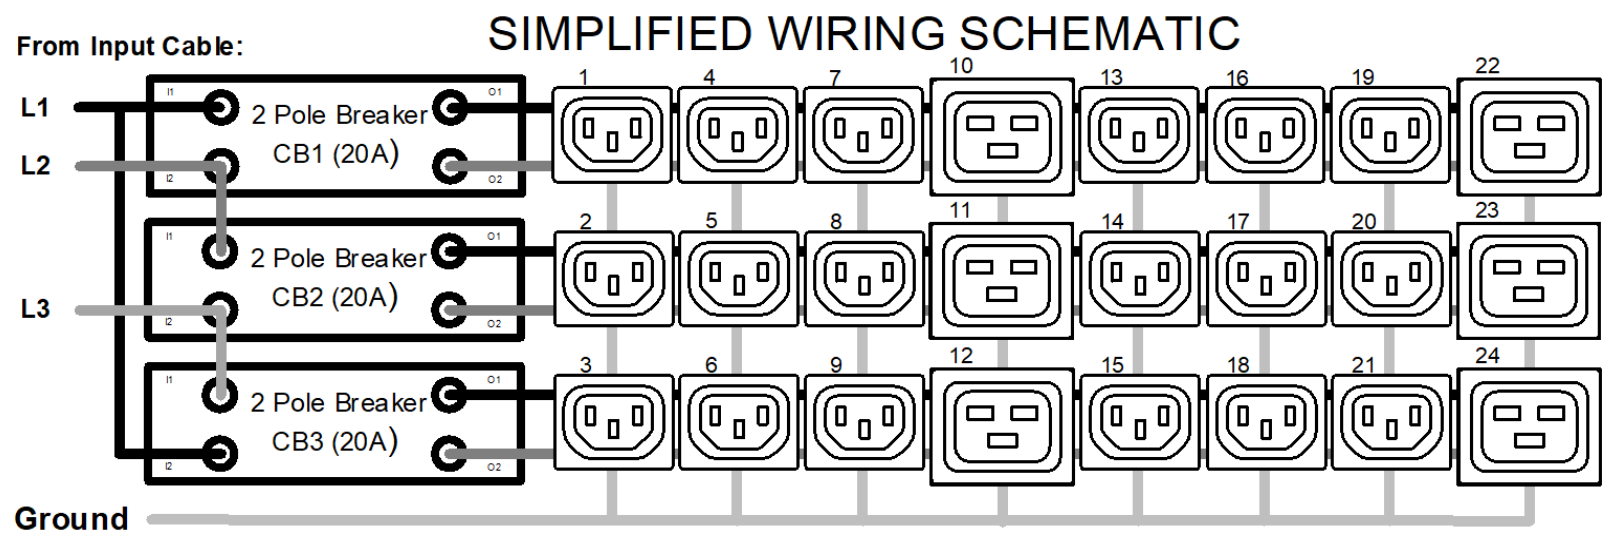 SIMPLIFIED WIRING SCHEMATIC
From Input Cable:
1 4 7 10 13 16 19 22
L1
I1 O1
2 Pole Breaker
CB1 (20A)
L2
I2 O2
2 5 8 11 14 17 20 23
I1 O1
2 Pole Breaker
CB2 (20A)
L3
I2 O2
3 6 9 12 15 18 21 24
I1 O1
2 Pole Breaker
CB3 (20A)
I2 O2
Ground